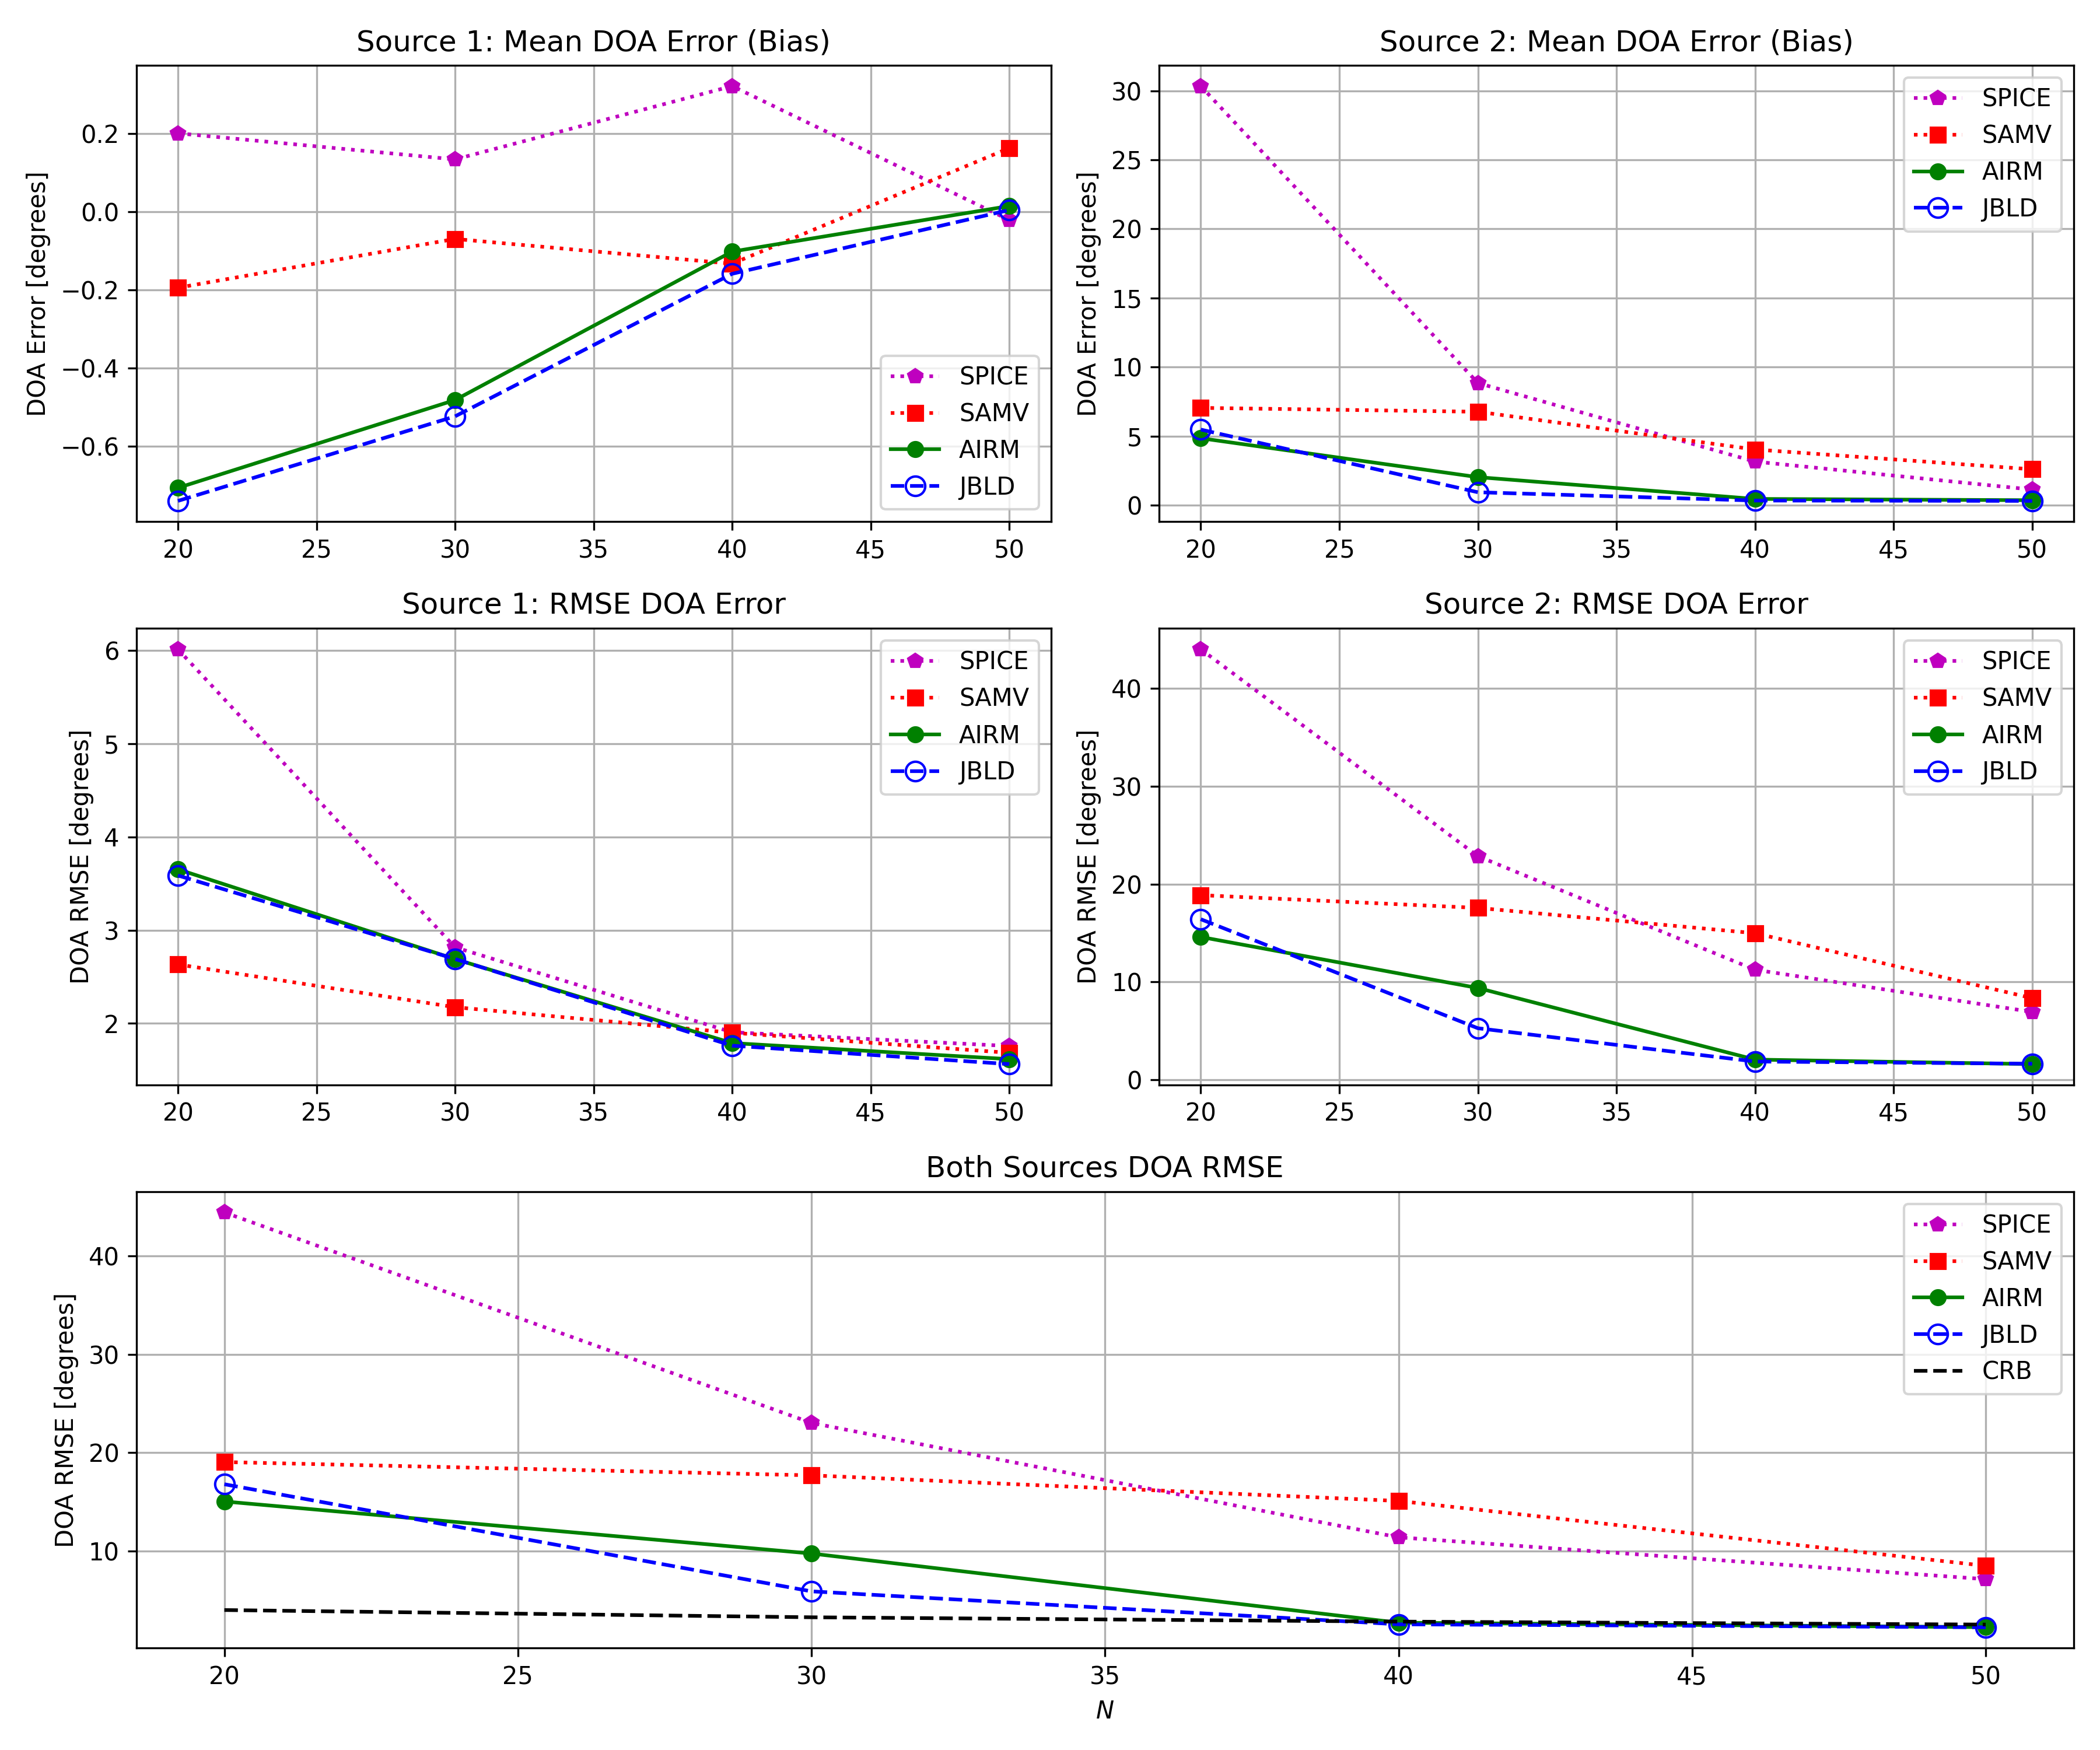 Source 1: Mean DOA Error (Bias)
DOA Error [degrees]
0.2
0.0
−0.2
−0.4
−0.6
20 25 30 35 40 45 50
SPICE
SAMV
AIRM
JBLD
Source 2: Mean DOA Error (Bias)
DOA Error [degrees]
30
25
20
15
10
5
0
20 25 30 35 40 45 50
SPICE
SAMV
AIRM
JBLD
Source 1: RMSE DOA Error
DOA RMSE [degrees]
6
5
4
3
2
20 25 30 35 40 45 50
SPICE
SAMV
AIRM
JBLD
Source 2: RMSE DOA Error
DOA RMSE [degrees]
40
30
20
10
0
20 25 30 35 40 45 50
SPICE
SAMV
AIRM
JBLD
Both Sources DOA RMSE
DOA RMSE [degrees]
40
30
20
10
20 25 30 35 40 45 50
N
SPICE
SAMV
AIRM
JBLD
CRB